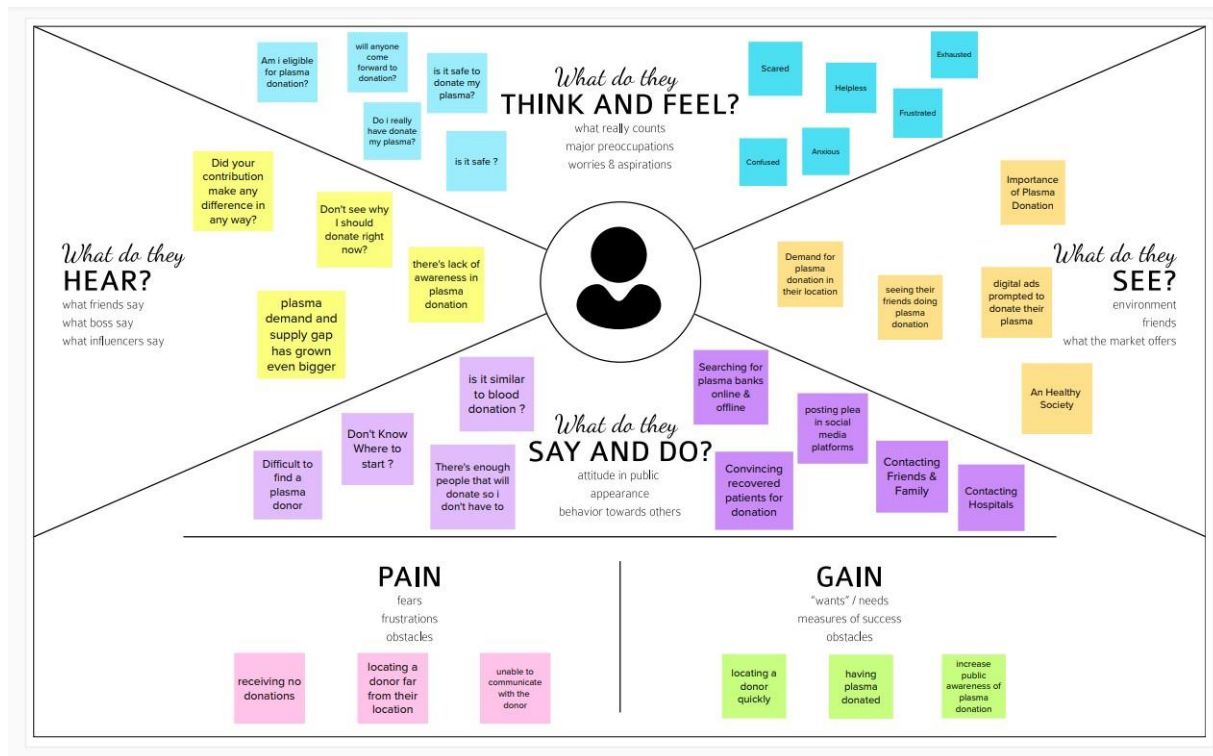 Am i eligible
for plasma
donation?
will anyone
come
forward to
donation?
is it safe to
donate my
plasma?
Do i really
have donate
my plasma?
is it safe ?
What do they
THINK AND FEEL?
what really counts
major preoccupations
worries & aspirations
Scared
Helpless
Exhausted
Frustrated
Confused
Anxious
What do they
HEAR?
what friends say
what boss say
what influencers say
Did your
contribution
make any
difference in
any way?
Don't see why
I should
donate right
now?
there's lack of
awareness in
plasma
donation
plasma
demand and
supply gap
has grown
even bigger
What do they
SEE?
environment
friends
what the market offers
Importance
of Plasma
Donation
Demand for
plasma
donation in
their location
seeing their
friends doing
plasma
donation
digital ads
prompted to
donate their
plasma
An Healthy
Society
What do they
SAY AND DO?
attitude in public
appearance
behavior towards others
is it similar
to blood
donation ?
Don't Know
Where to
start ?
Difficult to
find a
plasma
donor
There's enough
people that will
donate so i
don't have to
Searching for
plasma banks
online &
offline
posting plea
in social
media
platforms
Convincing
recovered
patients for
donation
Contacting
Friends &
Family
Contacting
Hospitals
PAIN
fears
frustrations
obstacles
receiving no
donations
locating a
donor far
from their
location
unable to
communicate
with the
donor
GAIN
"wants" / needs
measures of success
obstacles
locating a
donor
quickly
having
plasma
donated
increase
public
awareness of
plasma
donation